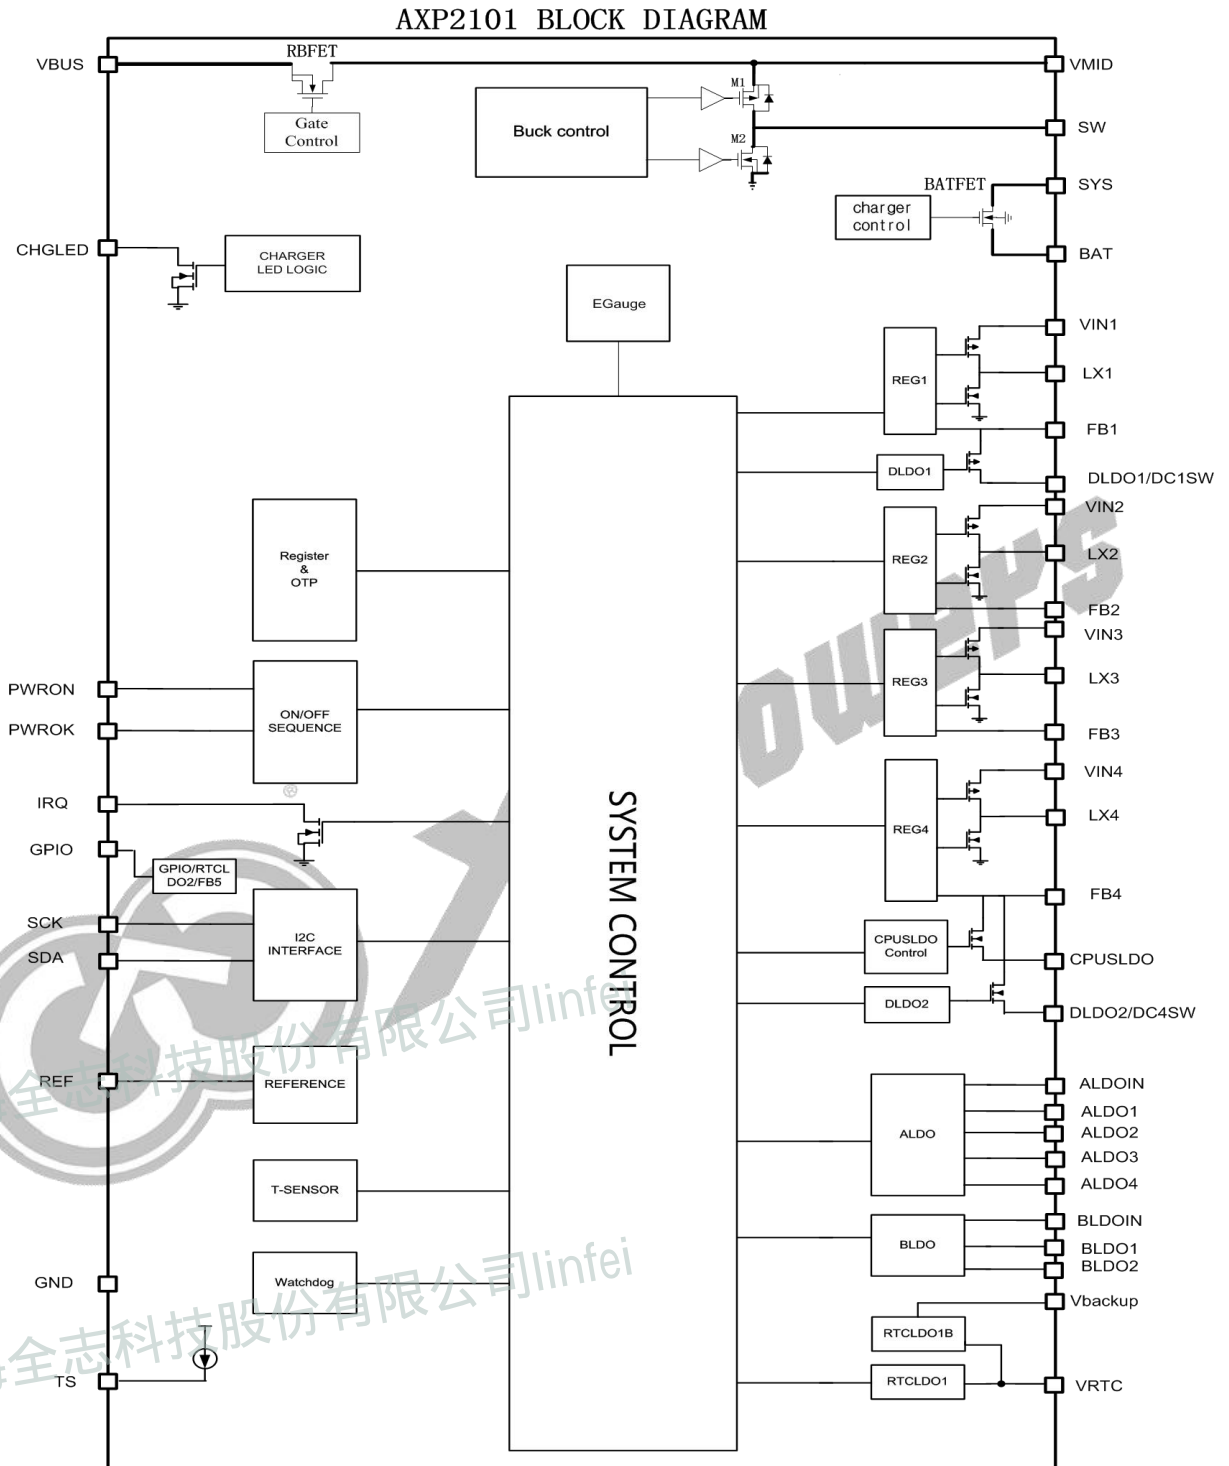 AXP2101 BLOCK DIAGRAM
VBUS
RBFET
VMID
Gate
Control
Buck control
M1
M2
SW
SYS
BATFET
charger
control
BAT
CHGLED
CHARGER
LED LOGIC
EGauge
VIN1
REG1
LX1
FB1
DLDO1
DLDO1/DC1SW
VIN2
REG2
LX2
FB2
VIN3
REG3
LX3
FB3
VIN4
REG4
LX4
FB4
CPUSLDO
Control
CPUSLDO
DLDO2
DLDO2/DC4SW
Register
&
OTP
PWRON
PWROK
ON/OFF
SEQUENCE
IRQ
GPIO
GPIO/RTCL
DO2/FB5
SCK
SDA
I2C
INTERFACE
SYSTEM CONTROL
REF
REFERENCE
T-SENSOR
GND
Watchdog
TS
ALDO
ALDOIN
ALDO1
ALDO2
ALDO3
ALDO4
BLDO
BLDOIN
BLDO1
BLDO2
Vbackup
RTCLDO1B
RTCLDO1
VRTC
全志科技股份有限公司linfei
全志科技股份有限公司linfei
owers
®